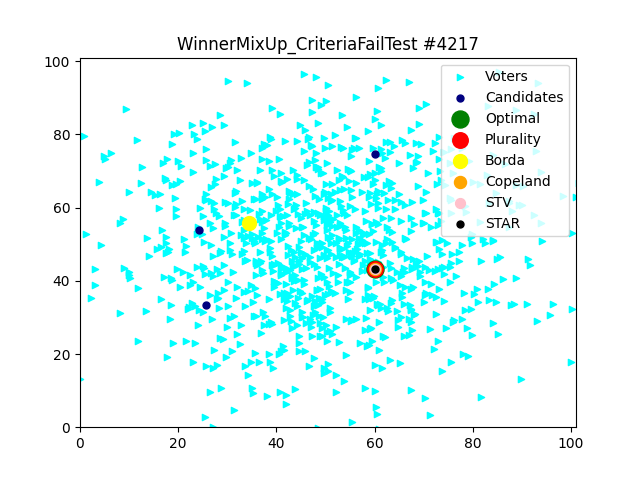 WinnerMixUp_CriteriaFailTest #4217
100
80
60
40
20
0
0
20
40
60
80
100
Voters
Candidates
Optimal
Plurality
Borda
Copeland
STV
STAR